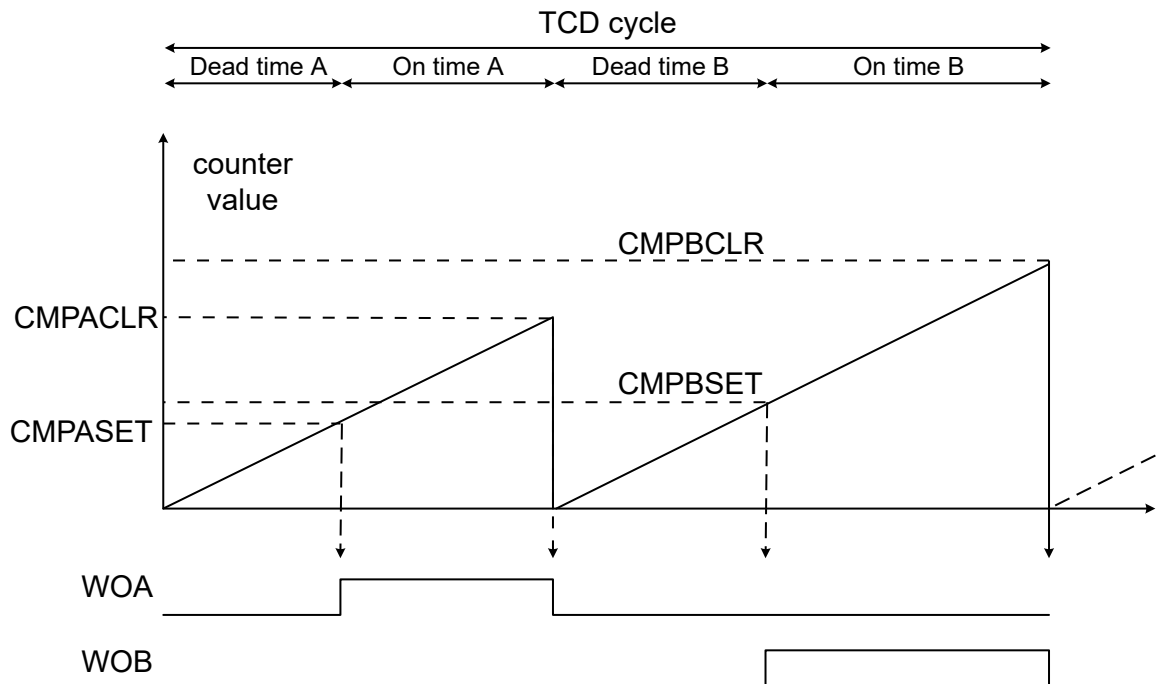 TCD cycle
Dead time A
On time A
Dead time B
On time B
counter
value
CMPBCLR
CMPACLR
CMPBSET
CMPASET
WOA
WOB